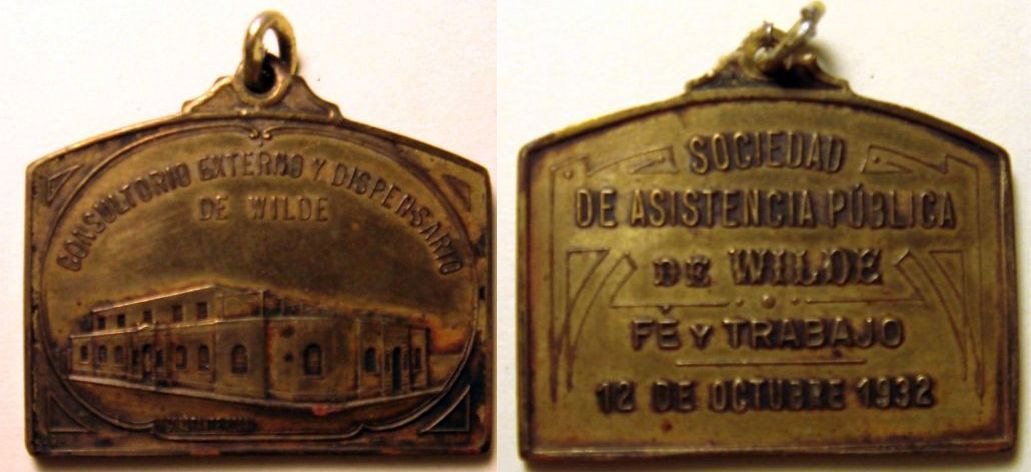 CONSULTORIO EXTERNO Y DISPENSARIO
DE WILDE
SOCIEDAD
DE ASISTENCIA PÚBLICA
DE WILDE
FÉ Y TRABAJO
12 DE OCTUBRE 1932